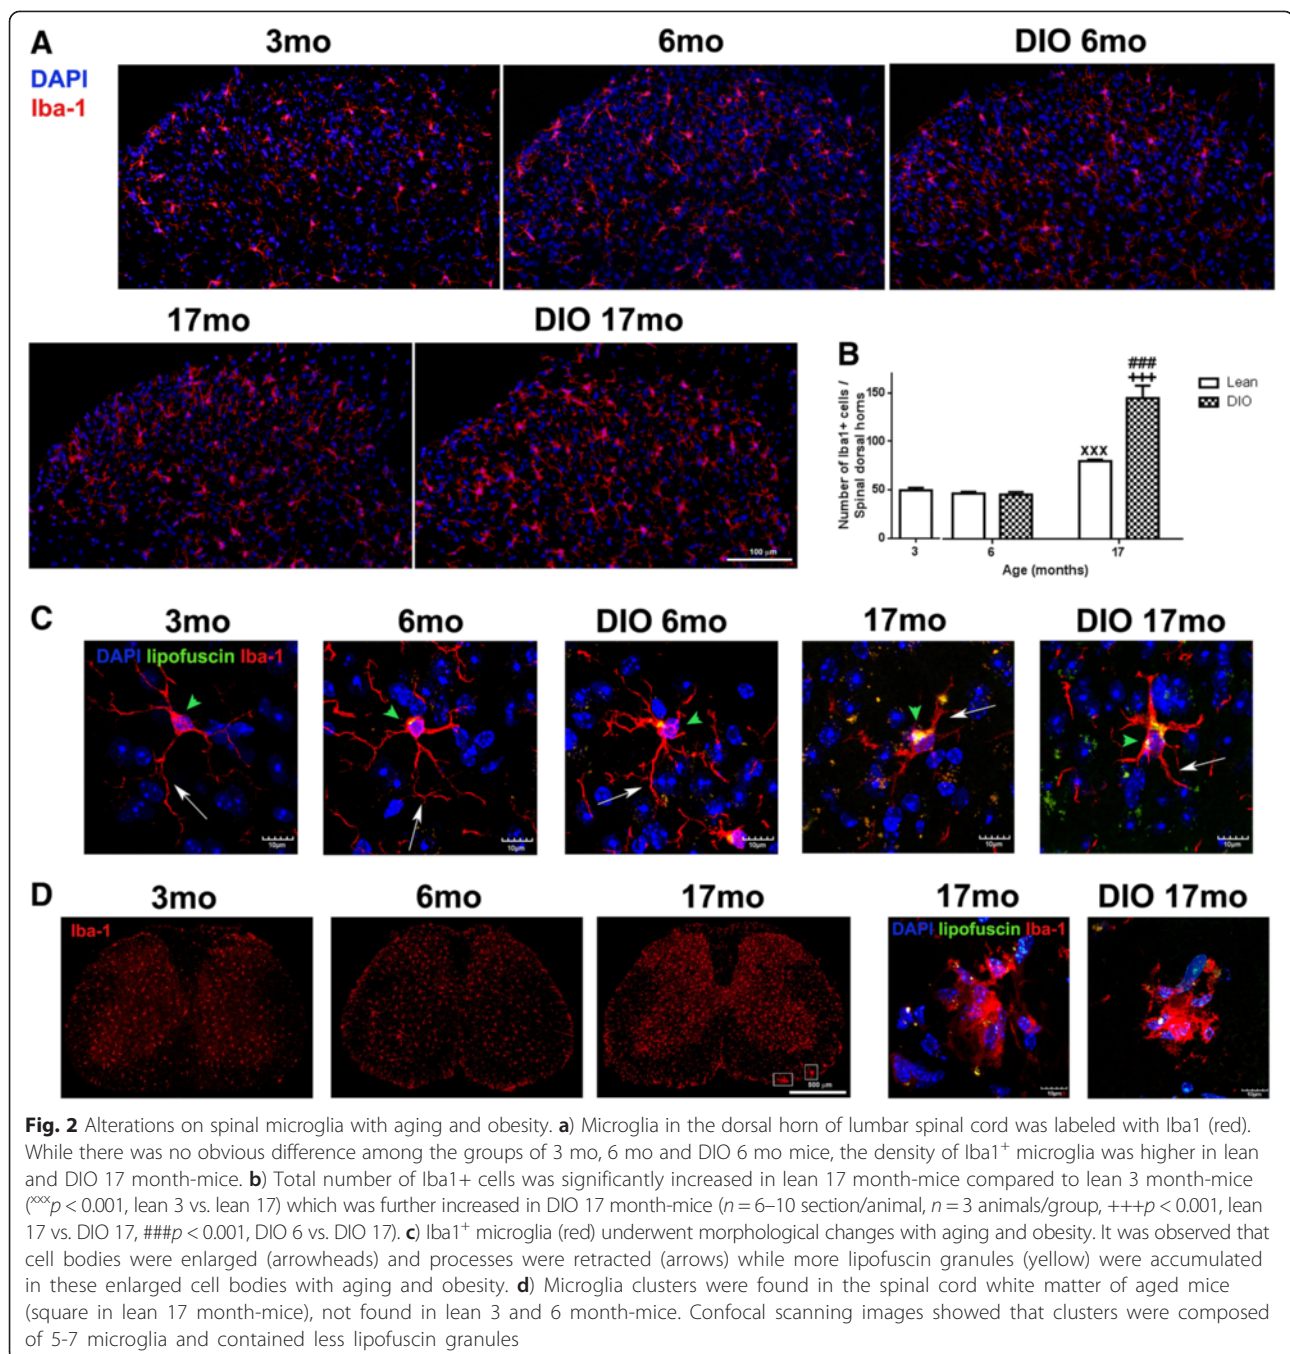 A
3mo
6mo
DIO 6mo
DAPI
Iba-1
17mo
DIO 17mo
100 μm
B
Number of Iba1+ cells /
Spinal dorsal horns
150
100
50
0
xxx
###
+++
Lean
DIO
3
6
17
Age (months)
C
3mo
6mo
DIO 6mo
17mo
DIO 17mo
DAPI lipofuscin Iba-1
10μm
10μm
10μm
10μm
10μm
D
3mo
6mo
17mo
17mo
DIO 17mo
Iba-1
500 μm
DAPI lipofuscin Iba-1
10μm
10μm
Fig. 2 Alterations on spinal microglia with aging and obesity. a) Microglia in the dorsal horn of lumbar spinal cord was labeled with Iba1 (red).
While there was no obvious difference among the groups of 3 mo, 6 mo and DIO 6 mo mice, the density of Iba1⁺ microglia was higher in lean
and DIO 17 month-mice. b) Total number of Iba1+ cells was significantly increased in lean 17 month-mice compared to lean 3 month-mice
(ˣˣˣp < 0.001, lean 3 vs. lean 17) which was further increased in DIO 17 month-mice (n = 6–10 section/animal, n = 3 animals/group, +++p < 0.001, lean
17 vs. DIO 17, ###p < 0.001, DIO 6 vs. DIO 17). c) Iba1⁺ microglia (red) underwent morphological changes with aging and obesity. It was observed that
cell bodies were enlarged (arrowheads) and processes were retracted (arrows) while more lipofuscin granules (yellow) were accumulated
in these enlarged cell bodies with aging and obesity. d) Microglia clusters were found in the spinal cord white matter of aged mice
(square in lean 17 month-mice), not found in lean 3 and 6 month-mice. Confocal scanning images showed that clusters were composed
of 5-7 microglia and contained less lipofuscin granules